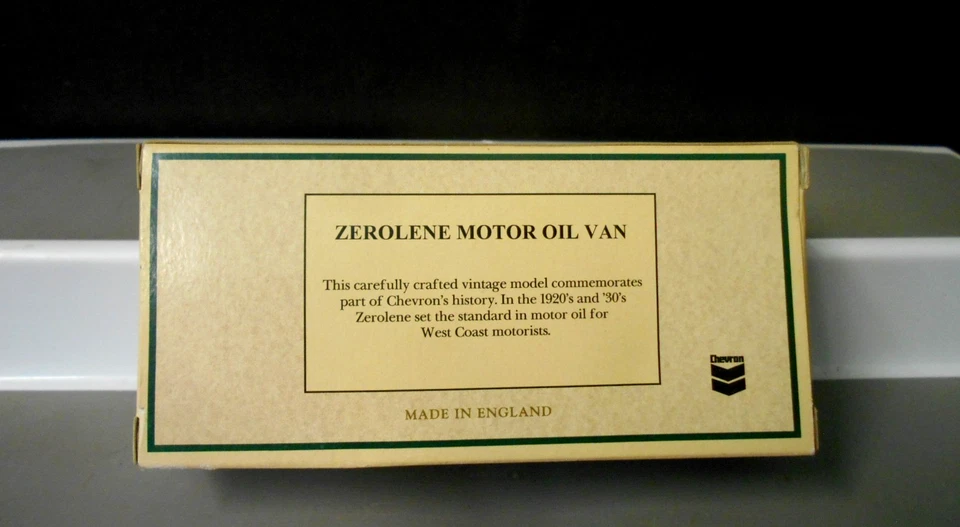 ZEROLENE MOTOR OIL VAN
This carefully crafted vintage model commemorates
part of Chevron's history. In the 1920's and '30's
Zerolene set the standard in motor oil for
West Coast motorists.
Chevron
MADE IN ENGLAND